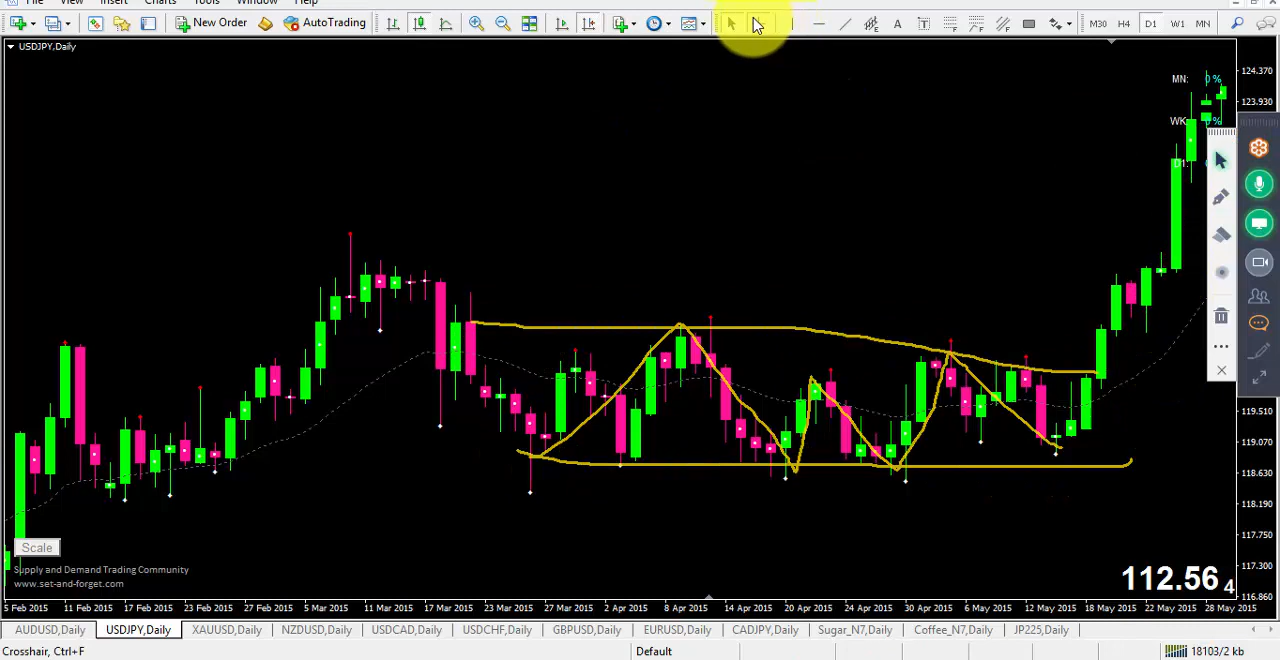 File View Insert Charts Tools Window Help
New Order AutoTrading A T M30 H4 D1 W1 MN
USDJPY,Daily
124.370
MN: 0 %
123.930
WK: 0 %
119.510
119.070
118.630
118.190
117.750
117.300
116.860
Scale
Supply and Demand Trading Community
www.set-and-forget.com
112.56 4
5 Feb 2015 11 Feb 2015 17 Feb 2015 23 Feb 2015 27 Feb 2015 5 Mar 2015 11 Mar 2015 17 Mar 2015 23 Mar 2015 27 Mar 2015 2 Apr 2015 8 Apr 2015 14 Apr 2015 20 Apr 2015 24 Apr 2015 30 Apr 2015 6 May 2015 12 May 2015 18 May 2015 22 May 2015 28 May 2015
AUDUSD,Daily USDJPY,Daily XAUUSD,Daily NZDUSD,Daily USDCAD,Daily USDCHF,Daily GBPUSD,Daily EURUSD,Daily CADJPY,Daily Sugar_N7,Daily Coffee_N7,Daily JP225,Daily
Crosshair, Ctrl+F Default 18103/2 kb